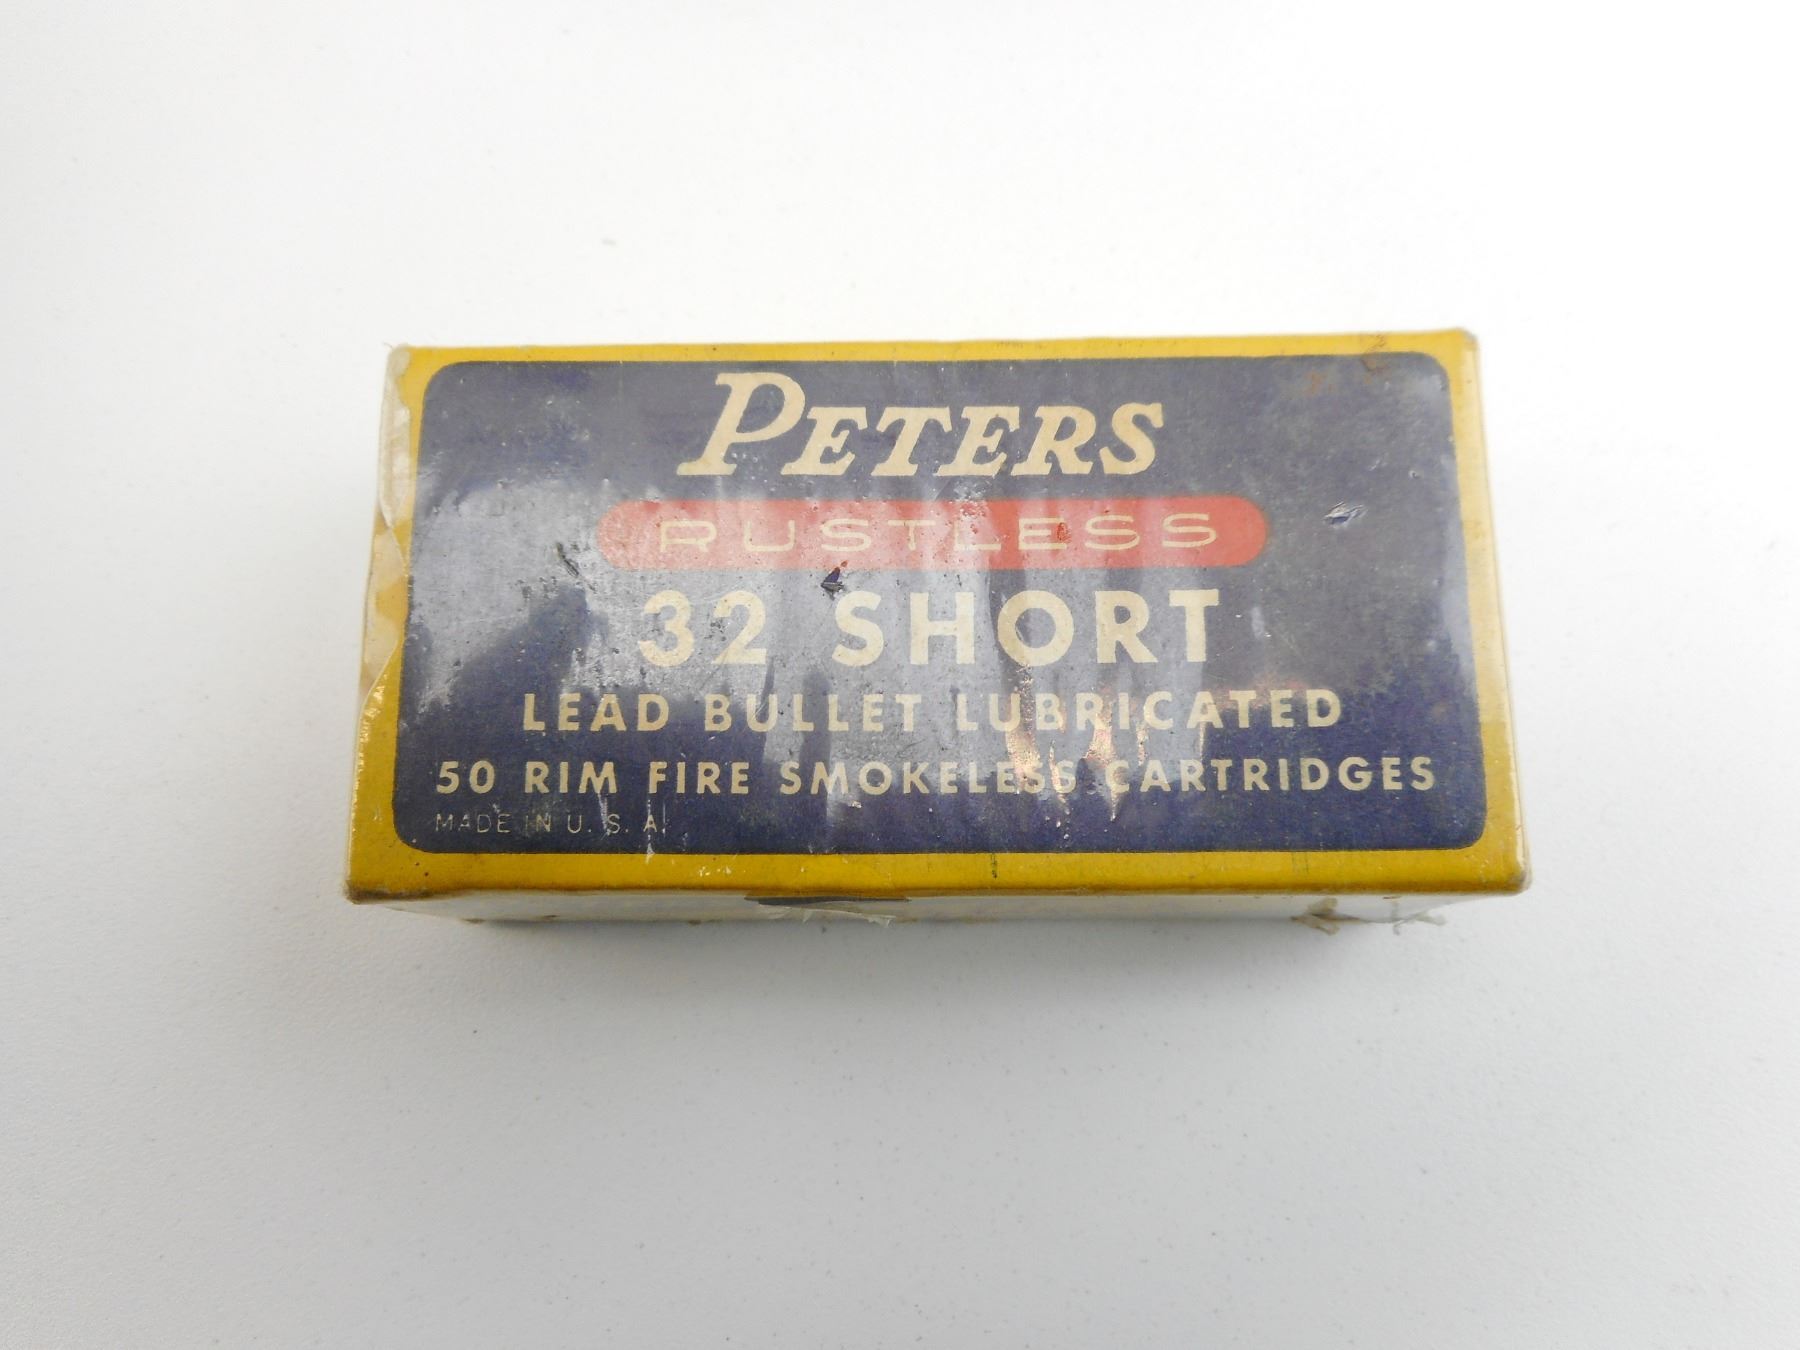 PETERS
RUSTLESS
32 SHORT
LEAD BULLET LUBRICATED
50 RIM FIRE SMOKELESS CARTRIDGES
MADE IN U. S. A.